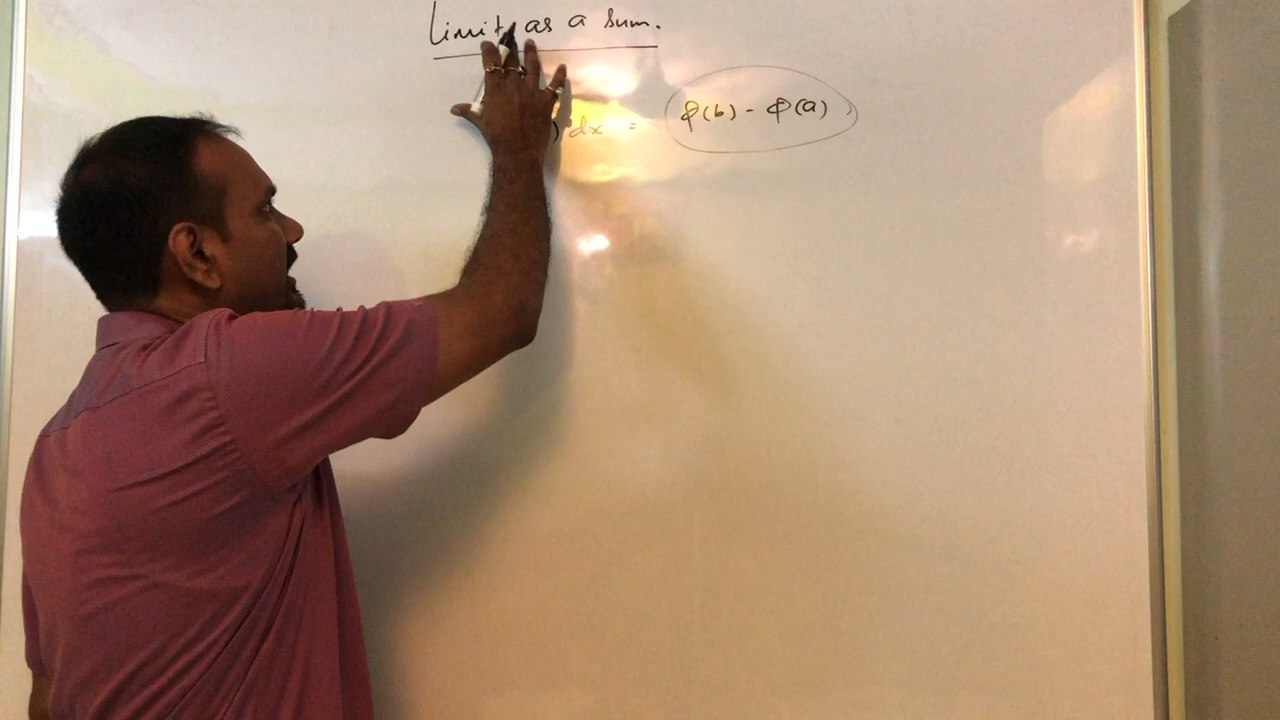 Limit as a sum.
) dx = φ(b) - φ(a)